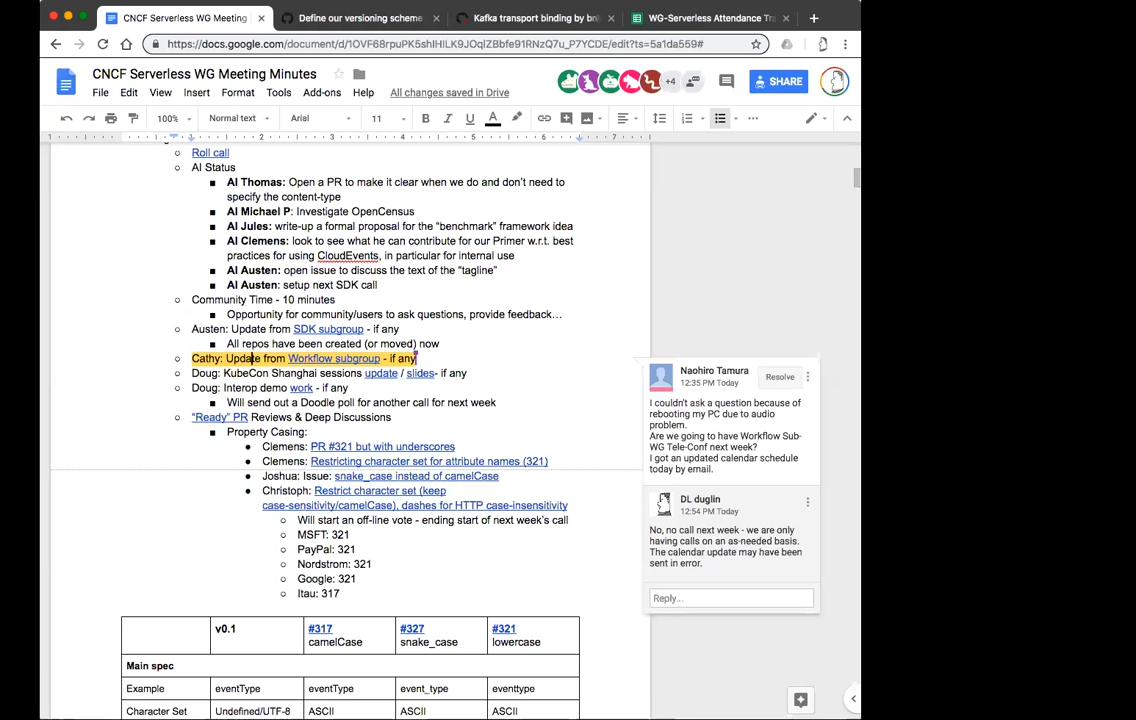 CNCF Serverless WG Meeting
Define our versioning scheme
Kafka transport binding by bnl
WG-Serverless Attendance Tr
https://docs.google.com/document/d/1OVF68rpuPK5shIHILK9JOqIZBbfe91RNzQ7u_P7YCDE/edit?ts=5a1da559#
CNCF Serverless WG Meeting Minutes
File Edit View Insert Format Tools Add-ons Help All changes saved in Drive
+4
SHARE
100% Normal text Arial 11
1 1 2 3 4 5 6 7
Roll call
AI Status
AI Thomas: Open a PR to make it clear when we do and don't need to
specify the content-type
AI Michael P: Investigate OpenCensus
AI Jules: write-up a formal proposal for the "benchmark" framework idea
AI Clemens: look to see what he can contribute for our Primer w.r.t. best
practices for using CloudEvents, in particular for internal use
AI Austen: open issue to discuss the text of the "tagline"
AI Austen: setup next SDK call
Community Time - 10 minutes
Opportunity for community/users to ask questions, provide feedback…
Austen: Update from SDK subgroup - if any
All repos have been created (or moved) now
Cathy: Update from Workflow subgroup - if any
Doug: KubeCon Shanghai sessions update / slides- if any
Doug: Interop demo work - if any
Will send out a Doodle poll for another call for next week
"Ready" PR Reviews & Deep Discussions
Property Casing:
Clemens: PR #321 but with underscores
Clemens: Restricting character set for attribute names (321)
Joshua: Issue: snake_case instead of camelCase
Christoph: Restrict character set (keep
case-sensitivity/camelCase), dashes for HTTP case-insensitivity
Will start an off-line vote - ending start of next week's call
MSFT: 321
PayPal: 321
Nordstrom: 321
Google: 321
Itau: 317
v0.1 #317 #327 #321
camelCase snake_case lowercase
Main spec
Example eventType eventType event_type eventtype
Character Set Undefined/UTF-8 ASCII ASCII ASCII
Naohiro Tamura
12:35 PM Today
Resolve
I couldn't ask a question because of
rebooting my PC due to audio
problem.
Are we going to have Workflow Sub-
WG Tele-Conf next week?
I got an updated calendar schedule
today by email.
DL duglin
12:54 PM Today
No, no call next week - we are only
having calls on an as-needed basis.
The calendar update may have been
sent in error.
Reply...